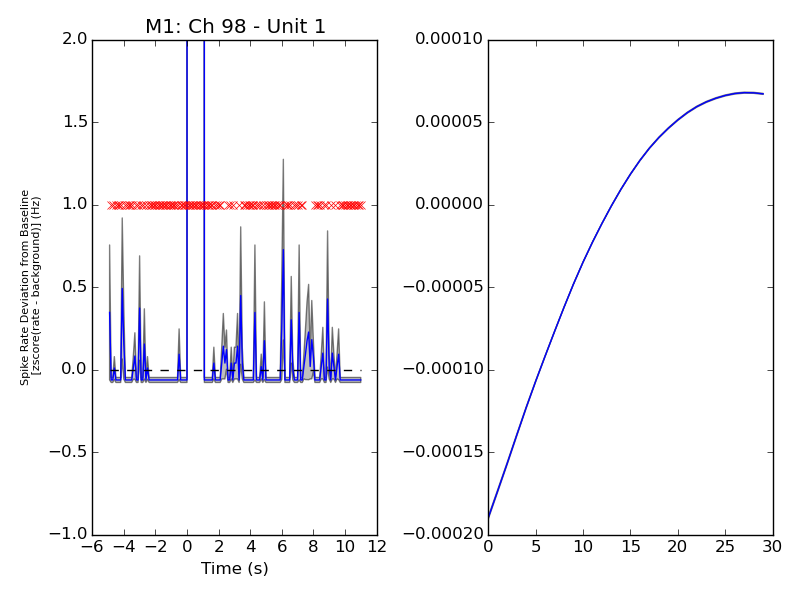 M1: Ch 98 - Unit 1
Spike Rate Deviation from Baseline
[zscore(rate - background)] (Hz)
2.0
1.5
1.0
0.5
0.0
−0.5
−1.0
−6 −4 −2 0 2 4 6 8 10 12
Time (s)
0.00010
0.00005
0.00000
−0.00005
−0.00010
−0.00015
−0.00020
0 5 10 15 20 25 30